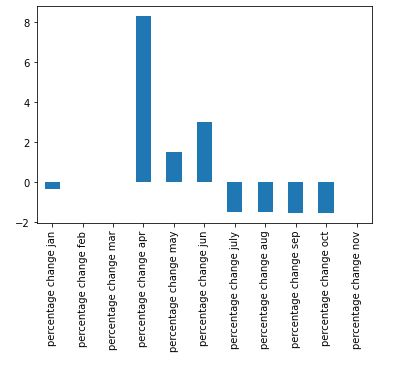 8
6
4
2
0
−2
percentage change jan
percentage change feb
percentage change mar
percentage change apr
percentage change may
percentage change jun
percentage change july
percentage change aug
percentage change sep
percentage change oct
percentage change nov